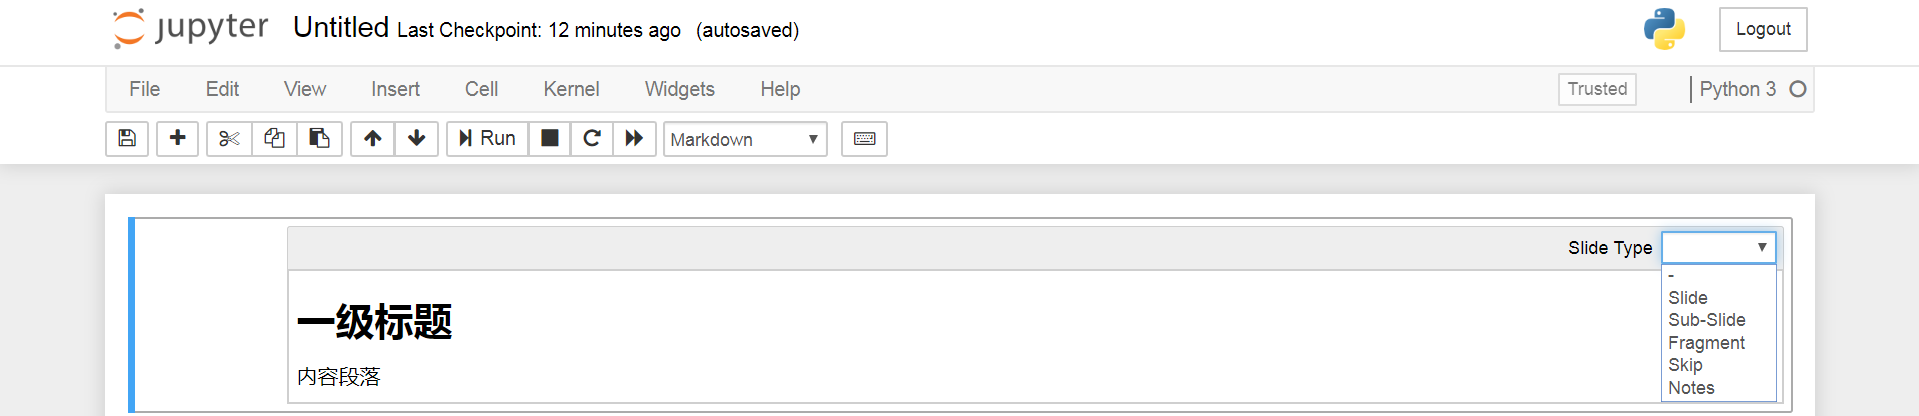 jupyter Untitled Last Checkpoint: 12 minutes ago (autosaved) Logout
File Edit View Insert Cell Kernel Widgets Help Trusted Python 3
Run Markdown
Slide Type
-
Slide
Sub-Slide
Fragment
Skip
Notes
一级标题
内容段落